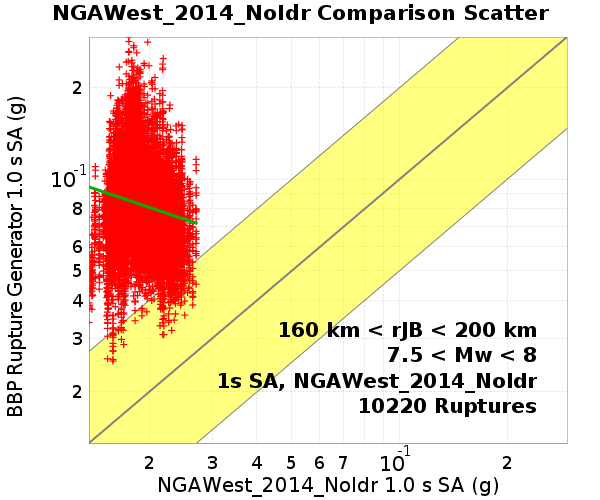 NGAWest_2014_NoIdr Comparison Scatter
BBP Rupture Generator 1.0 s SA (g)
2
10⁻¹
8
6
5
4
3
2
160 km < rJB < 200 km
7.5 < Mw < 8
1s SA, NGAWest_2014_NoIdr
10220 Ruptures
2 3 4 5 6 7 10⁻¹ 2
NGAWest_2014_NoIdr 1.0 s SA (g)